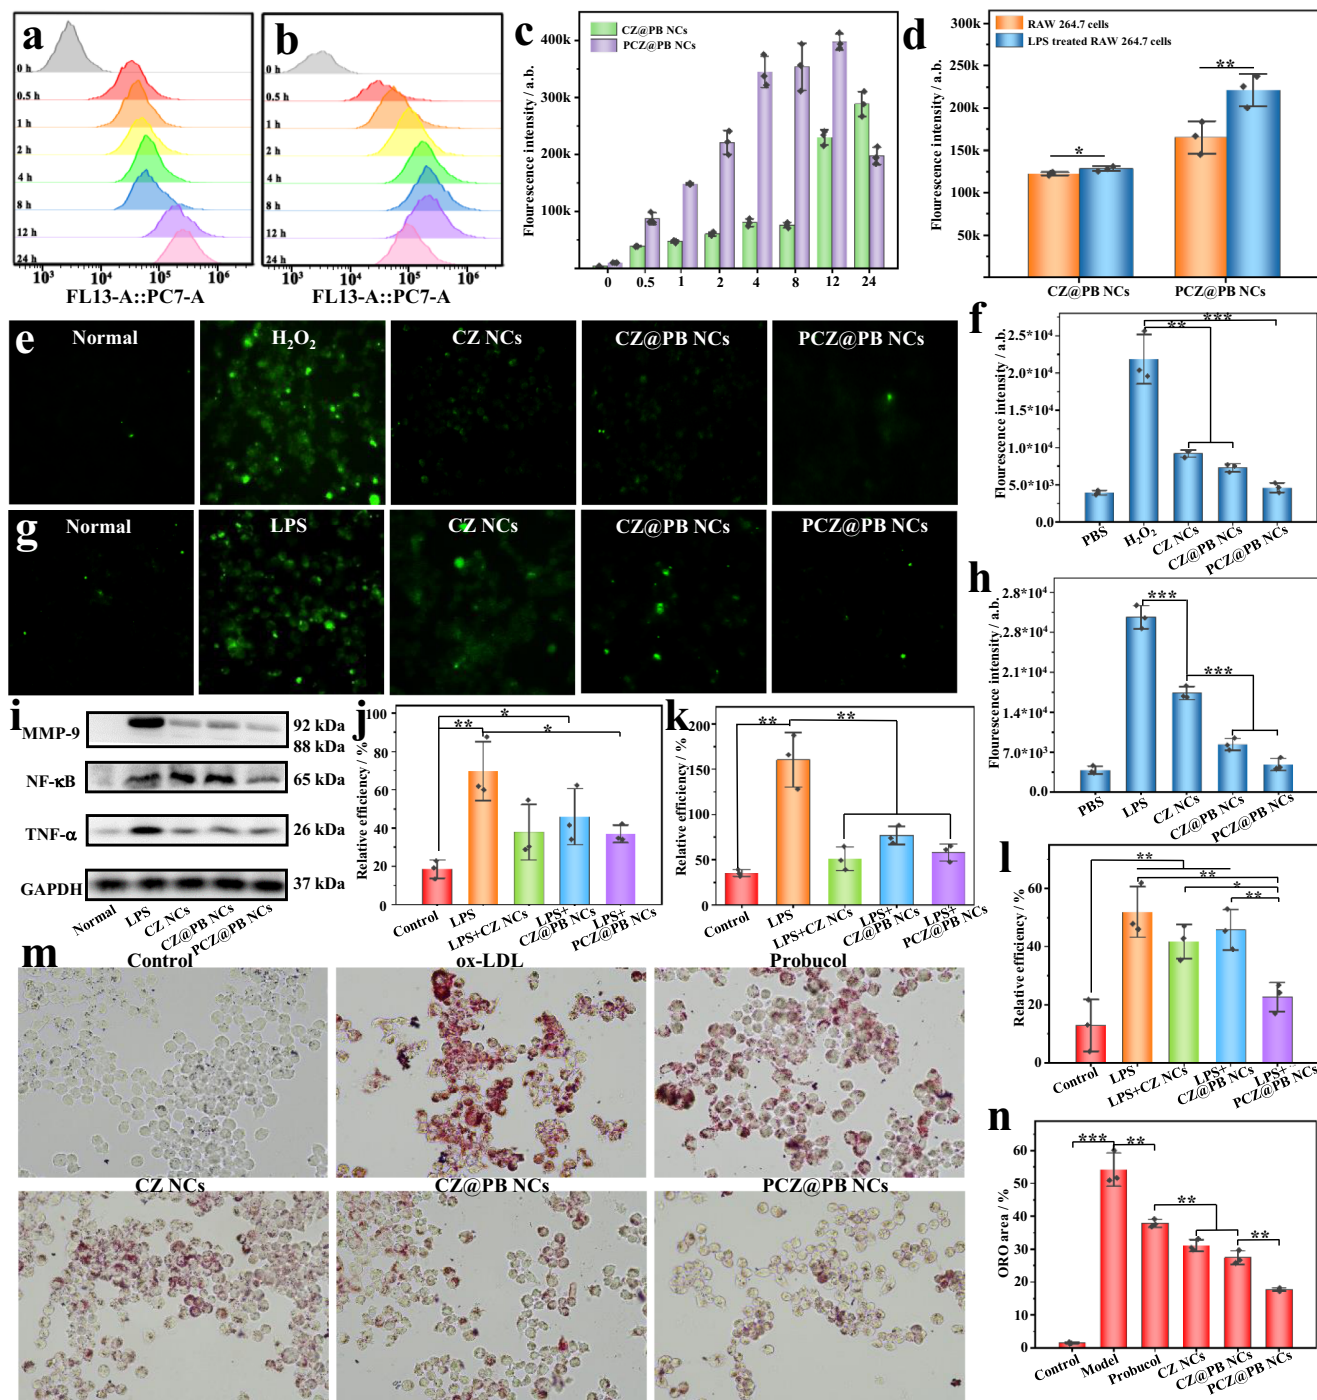 a
0 h
0.5 h
1 h
2 h
4 h
8 h
12 h
24 h
10³ 10⁴ 10⁵ 10⁶
FL13-A::PC7-A
b
0 h
0.5 h
1 h
2 h
4 h
8 h
12 h
24 h
10³ 10⁴ 10⁵ 10⁶
FL13-A::PC7-A
c
CZ@PB NCs
PCZ@PB NCs
Flourescence intensity / a.b.
400k
300k
200k
100k
0 0.5 1 2 4 8 12 24
d
RAW 264.7 cells
LPS treated RAW 264.7 cells
Flourescence intensity / a.b.
300k
250k
200k
150k
100k
50k
*
**
CZ@PB NCs PCZ@PB NCs
e
Normal H₂O₂ CZ NCs CZ@PB NCs PCZ@PB NCs
f
Flourescence intensity / a.b.
2.5*10⁴
2.0*10⁴
1.5*10⁴
1.0*10⁴
5.0*10³
0.0
***
**
PBS H₂O₂ CZ NCs CZ@PB NCs PCZ@PB NCs
g
Normal LPS CZ NCs CZ@PB NCs PCZ@PB NCs
h
Flourescence intensity / a.b.
2.8*10⁴
2.8*10⁴
2.1*10⁴
1.4*10⁴
7.0*10³
0.0
***
***
PBS LPS CZ NCs CZ@PB NCs PCZ@PB NCs
i
MMP-9 92 kDa
88 kDa
NF-κB 65 kDa
TNF-α 26 kDa
GAPDH 37 kDa
Normal LPS CZ NCs CZ@PB NCs PCZ@PB NCs
j
Relative efficiency / %
100
80
60
40
20
0
*
**
*
Control LPS LPS+CZ NCs LPS+ CZ@PB NCs LPS+ PCZ@PB NCs
k
Relative efficiency / %
200
150
100
50
0
**
**
Control LPS LPS+CZ NCs LPS+ CZ@PB NCs LPS+ PCZ@PB NCs
l
Relative efficiency / %
60
40
20
0
**
**
*
**
Control LPS LPS+CZ NCs LPS+ CZ@PB NCs LPS+ PCZ@PB NCs
m
Control ox-LDL Probucol
CZ NCs CZ@PB NCs PCZ@PB NCs
n
ORO area / %
60
50
40
30
20
10
0
***
**
**
**
Control Model Probucol CZ NCs CZ@PB NCs PCZ@PB NCs